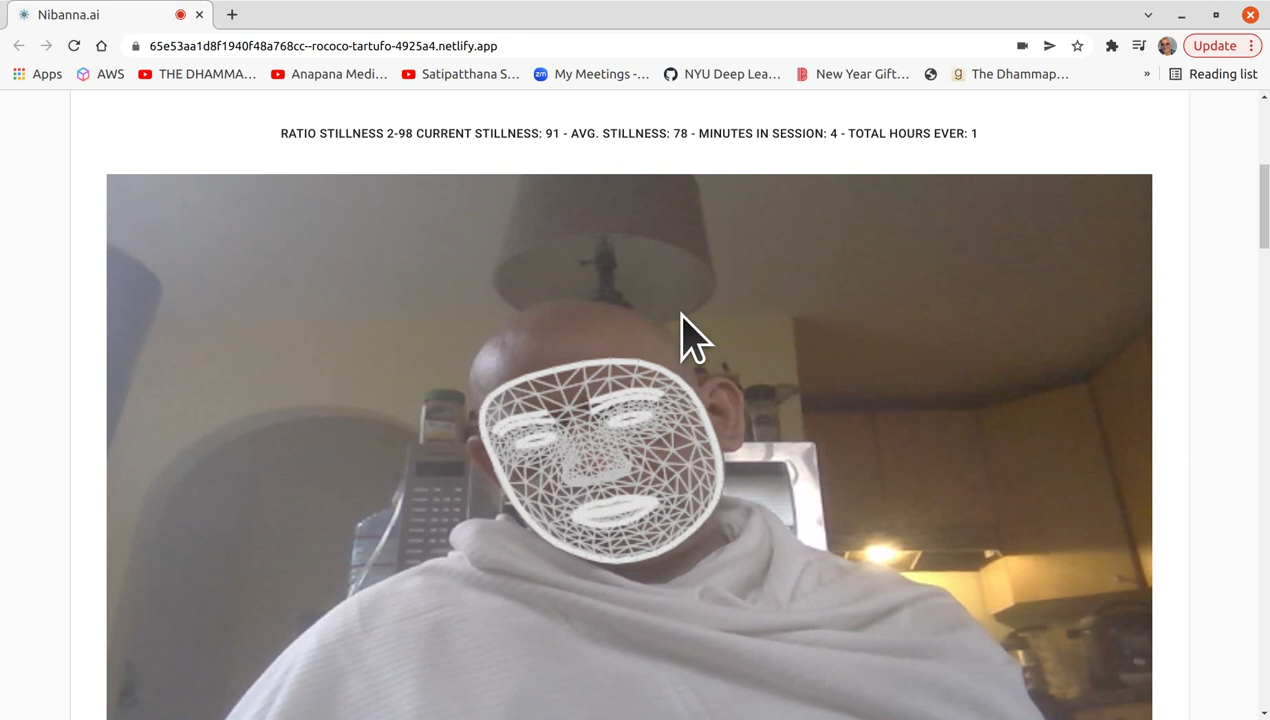 Nibanna.ai
65e53aa1d8f1940f48a768cc--rococo-tartufo-4925a4.netlify.app
Update
Apps
AWS
THE DHAMMA...
Anapana Medi...
Satipatthana S...
zm
My Meetings -...
NYU Deep Lea...
New Year Gift...
g
The Dhammap...
»
Reading list
RATIO STILLNESS 2-98 CURRENT STILLNESS: 91 - AVG. STILLNESS: 78 - MINUTES IN SESSION: 4 - TOTAL HOURS EVER: 1